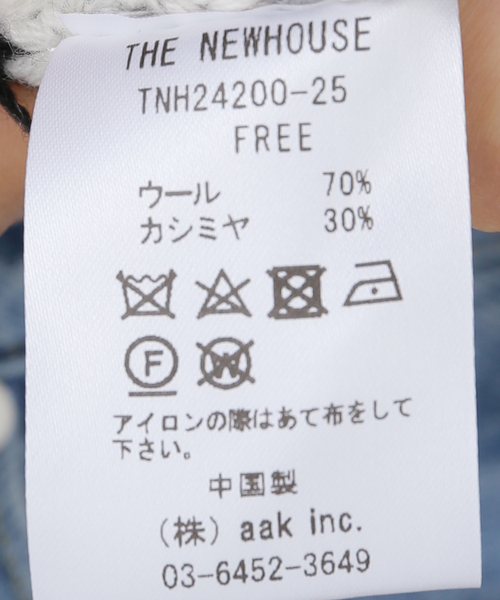 THE NEWHOUSE
TNH24200-25
FREE
ウール 70%
カシミヤ 30%
F
W
アイロンの際はあて布をして
下さい。
中国製
(株) aak inc.
03-6452-3649